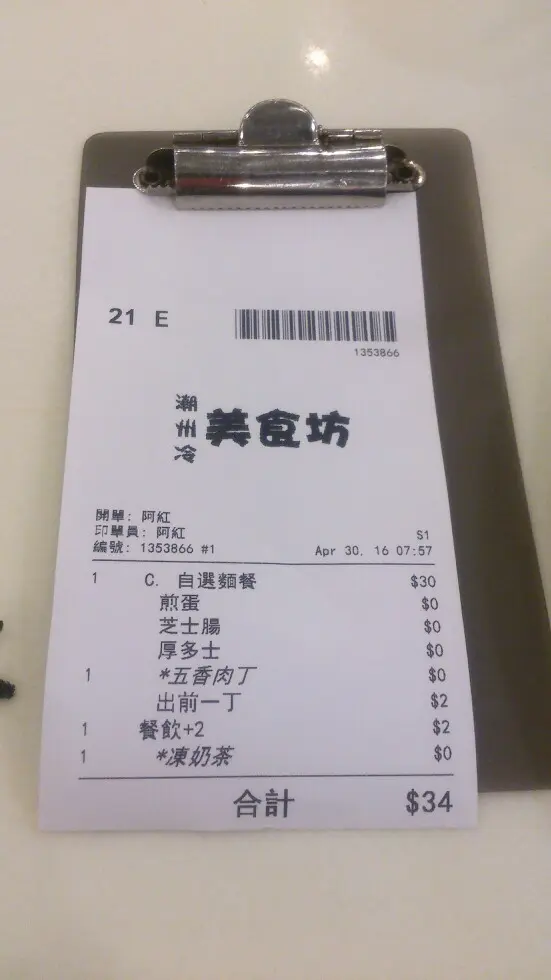 21 E
1353866
美食坊
開單: 阿紅
印單員: 阿紅
S1
編號: 1353866 #1 Apr 30, 16 07:57
1 C. 自選麵餐 $30
煎蛋 $0
芝士腸 $0
厚多士 $0
1 *五香肉丁 $0
出前一丁 $2
1 餐飲+2 $2
1 *凍奶茶 $0
合計 $34